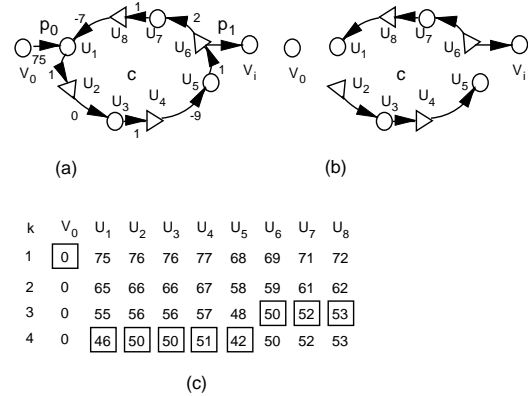 p0 75 V0 U1 -7 U8 1 U7 2 U6 p1 Vi
1 U2 0 U3 1 U4 -9 U5 1 c
(a)
V0 U1 U8 U7 U6 Vi
U2 U3 U4 U5 c
(b)
k V0 U1 U2 U3 U4 U5 U6 U7 U8
1 0 75 76 76 77 68 69 71 72
2 0 65 66 66 67 58 59 61 62
3 0 55 56 56 57 48 50 52 53
4 0 46 50 50 51 42 50 52 53
(c)